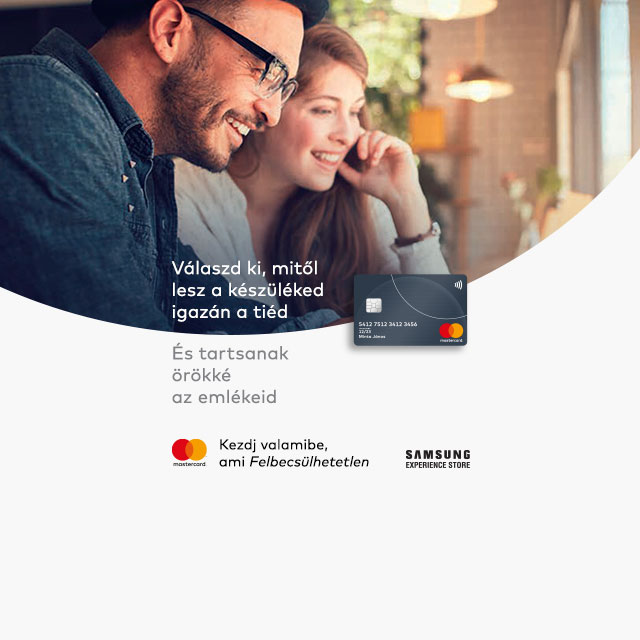 Válaszd ki, mitől
lesz a készüléked
igazán a tiéd
5412 7512 3412 3456
12/23
Minta János
mastercard
És tartsanak
örökké
az emlékeid
mastercard
Kezdj valamibe,
ami Felbecsülhetetlen
SAMSUNG
EXPERIENCE STORE